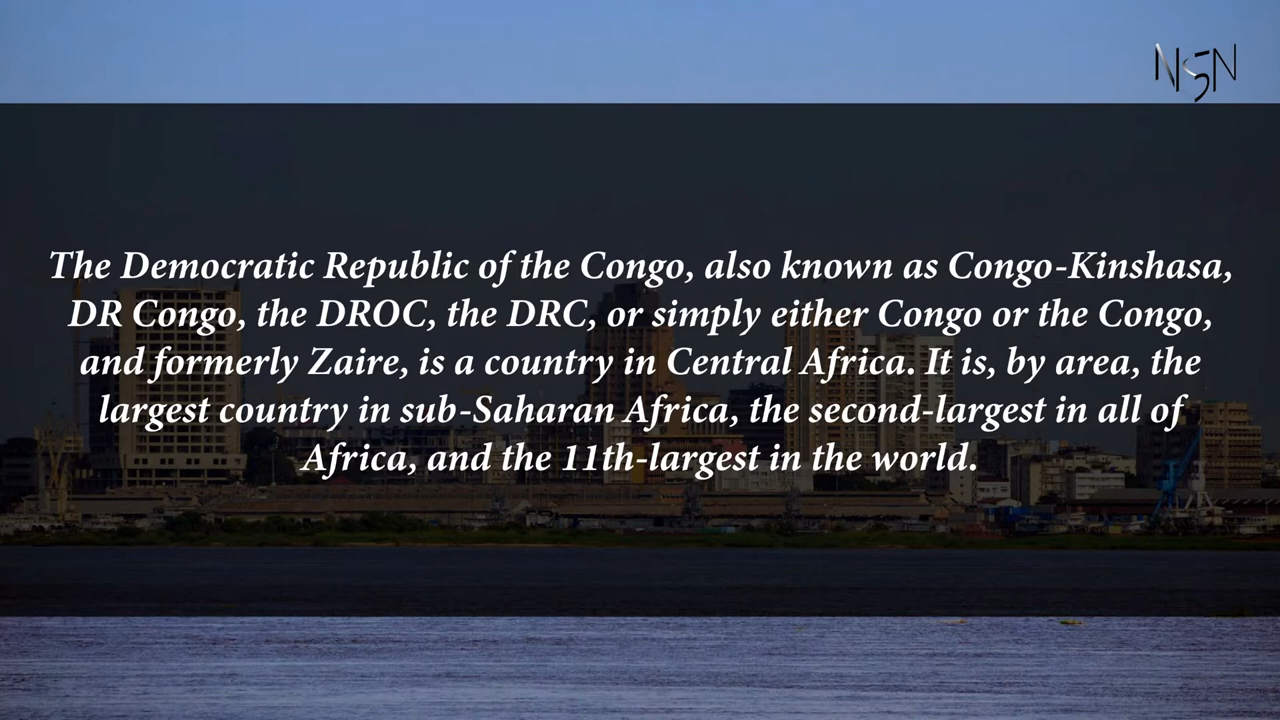 NSN
The Democratic Republic of the Congo, also known as Congo-Kinshasa,
DR Congo, the DROC, the DRC, or simply either Congo or the Congo,
and formerly Zaire, is a country in Central Africa. It is, by area, the
largest country in sub-Saharan Africa, the second-largest in all of
Africa, and the 11th-largest in the world.